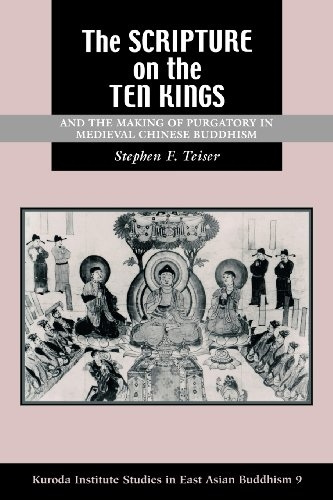 The SCRIPTURE
on the
TEN KINGS
AND THE MAKING OF PURGATORY IN
MEDIEVAL CHINESE BUDDHISM
Stephen F. Teiser
Kuroda Institute Studies in East Asian Buddhism 9